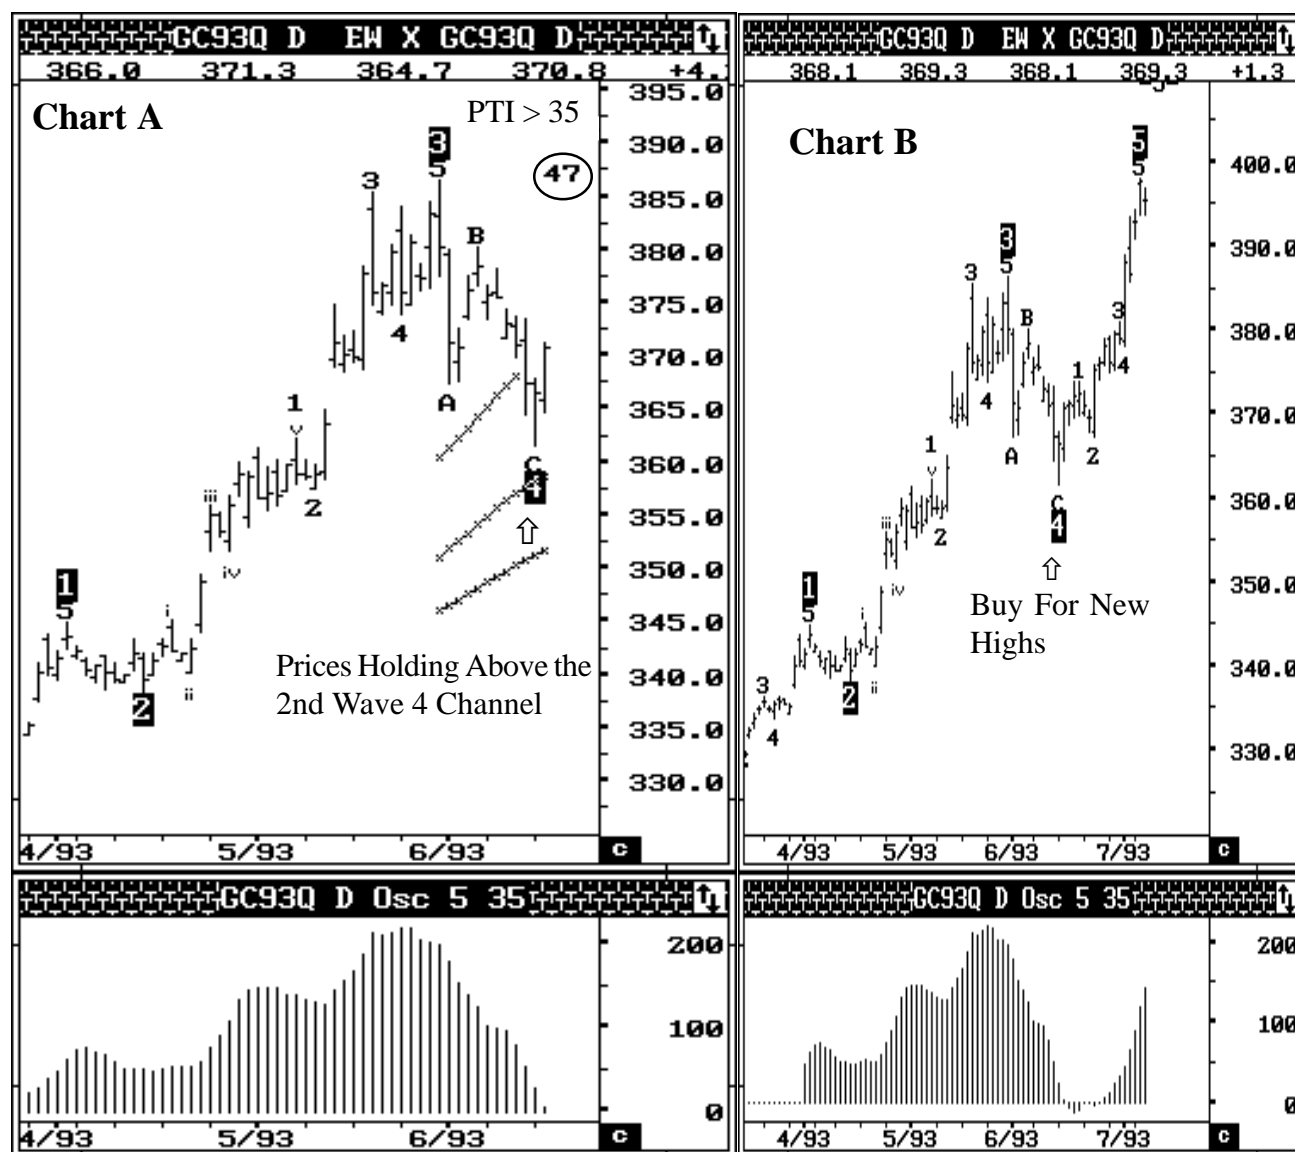 GC93Q D EW X GC93Q D
366.0 371.3 364.7 370.8 +4.
Chart A
PTI > 35
47
395.0
390.0
385.0
380.0
375.0
370.0
365.0
360.0
355.0
350.0
345.0
340.0
335.0
330.0
3
5
3
B
4
A
1
v
2
C
4
iii
iv
1
5
i
ii
2
Prices Holding Above the
2nd Wave 4 Channel
4/93 5/93 6/93 C
GC93Q D Osc 5 35
200
100
0
4/93 5/93 6/93 C
GC93Q D EW X GC93Q D
368.1 369.3 368.1 369.3 +1.3
Chart B
5
5
400.0
390.0
380.0
370.0
360.0
350.0
340.0
330.0
3
5
3
B
3
4
1
4
A
2
1
v
2
C
4
iii
iv
1
5
i
ii
2
3
4
Buy For New
Highs
4/93 5/93 6/93 7/93 C
GC93Q D Osc 5 35
200
100
0
4/93 5/93 6/93 7/93 C